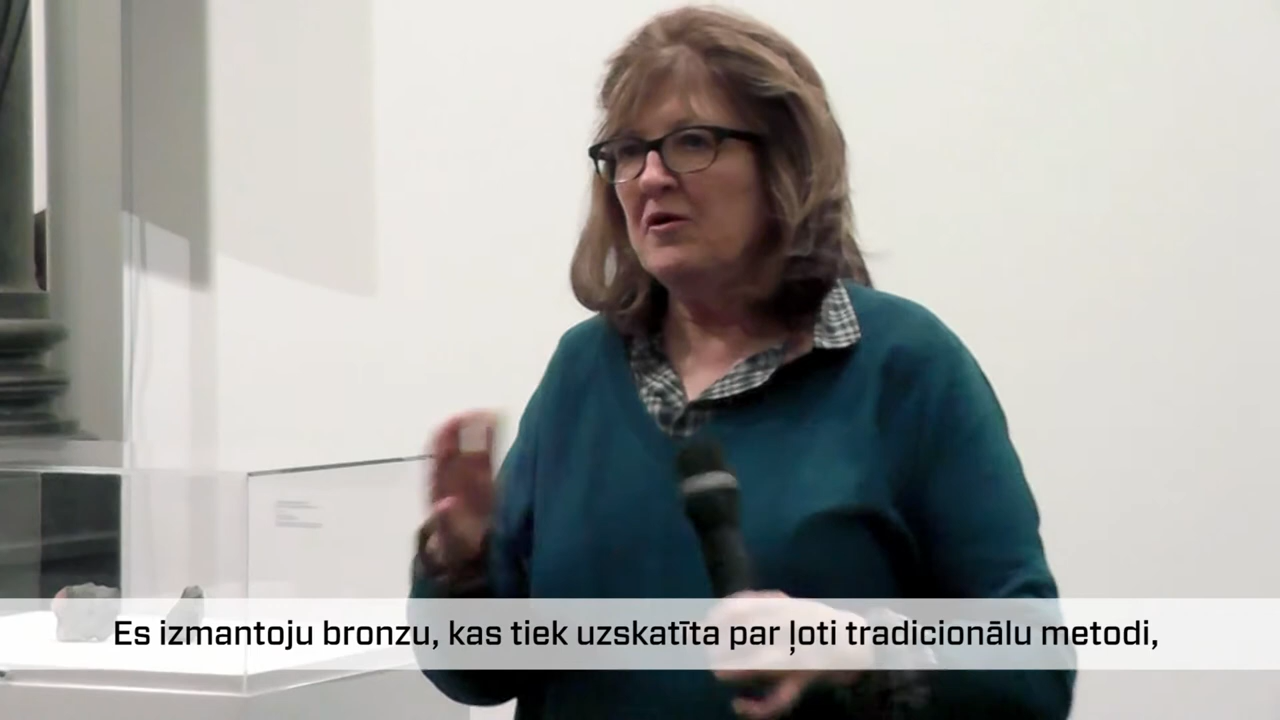 Es izmantoju bronzu, kas tiek uzskatīta par ļoti tradicionālu metodi,